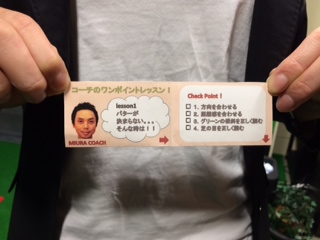 コーチのワンポイントレッスン！
lesson1
パターが
決まらない。。。
そんな時は！！
MIURA COACH
Check Point！
□ 1. 方向を合わせる
□ 2. 距離感を合わせる
□ 3. グリーンの傾斜を正しく読む
□ 4. 芝の目を正しく読む